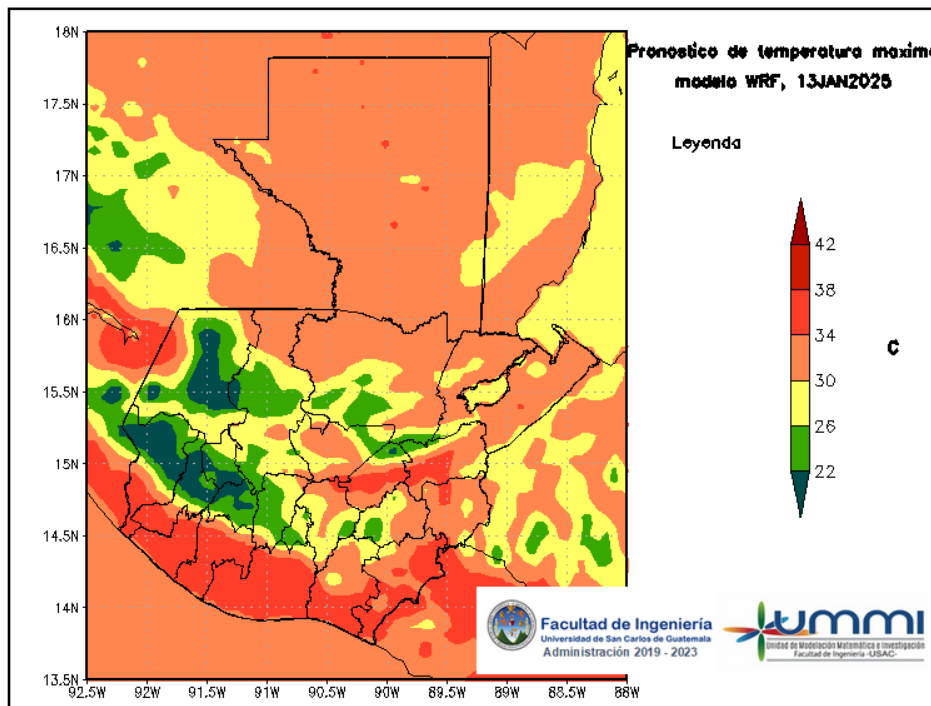 Pronostico de temperatura maxim
modelo WRF, 13JAN2025
Leyenda
42
38
34
30
26
22
C
18N
17.5N
17N
16.5N
16N
15.5N
15N
14.5N
14N
13.5N
92.5W 92W 91.5W 91W 90.5W 90W 89.5W 89W 88.5W 88W
Facultad de Ingeniería
Universidad de San Carlos de Guatemala
Administración 2019 - 2023
ummi
Unidad de Modelación Matemática e Investigación
Facultad de Ingeniería -USAC-